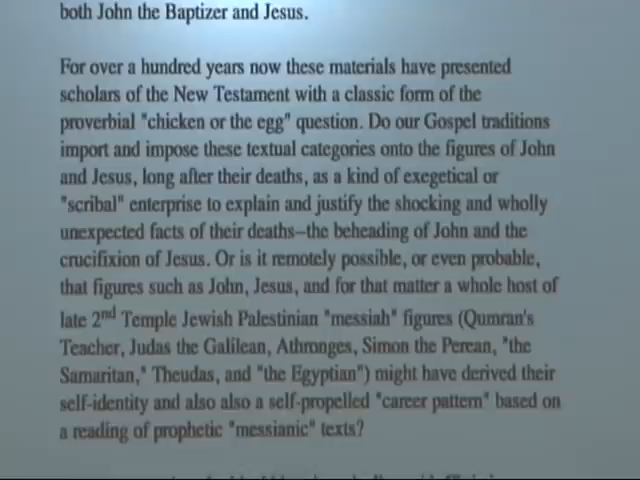 both John the Baptizer and Jesus.
For over a hundred years now these materials have presented
scholars of the New Testament with a classic form of the
proverbial "chicken or the egg" question. Do our Gospel traditions
import and impose these textual categories onto the figures of John
and Jesus, long after their deaths, as a kind of exegetical or
"scribal" enterprise to explain and justify the shocking and wholly
unexpected facts of their deaths–the beheading of John and the
crucifixion of Jesus. Or is it remotely possible, or even probable,
that figures such as John, Jesus, and for that matter a whole host of
late 2nd Temple Jewish Palestinian "messiah" figures (Qumran's
Teacher, Judas the Galilean, Athronges, Simon the Perean, "the
Samaritan," Theudas, and "the Egyptian") might have derived their
self-identity and also also a self-propelled "career pattern" based on
a reading of prophetic "messianic" texts?